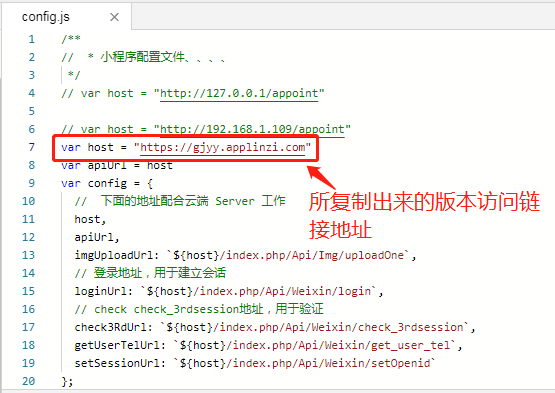 config.js ×
1 /**
2 //  * 小程序配置文件、、、、
3  */
4 // var host = "http://127.0.0.1/appoint"
5
6 // var host = "http://192.168.1.109/appoint"
7 var host = "https://gjyy.applinzi.com"
8 var apiUrl = host
9 var config = {
10   //  下面的地址配合云端 Server 工作
11   host,
12   apiUrl,
13   imgUploadUrl: `${host}/index.php/Api/Img/uploadOne`,
14   // 登录地址，用于建立会话
15   loginUrl: `${host}/index.php/Api/Weixin/login`,
16   // check check_3rdsession地址，用于验证
17   check3RdUrl: `${host}/index.php/Api/Weixin/check_3rdsession`,
18   getUserTelUrl: `${host}/index.php/Api/Weixin/get_user_tel`,
19   setSessionUrl: `${host}/index.php/Api/Weixin/setOpenid`
20 };
所复制出来的版本访问链
接地址